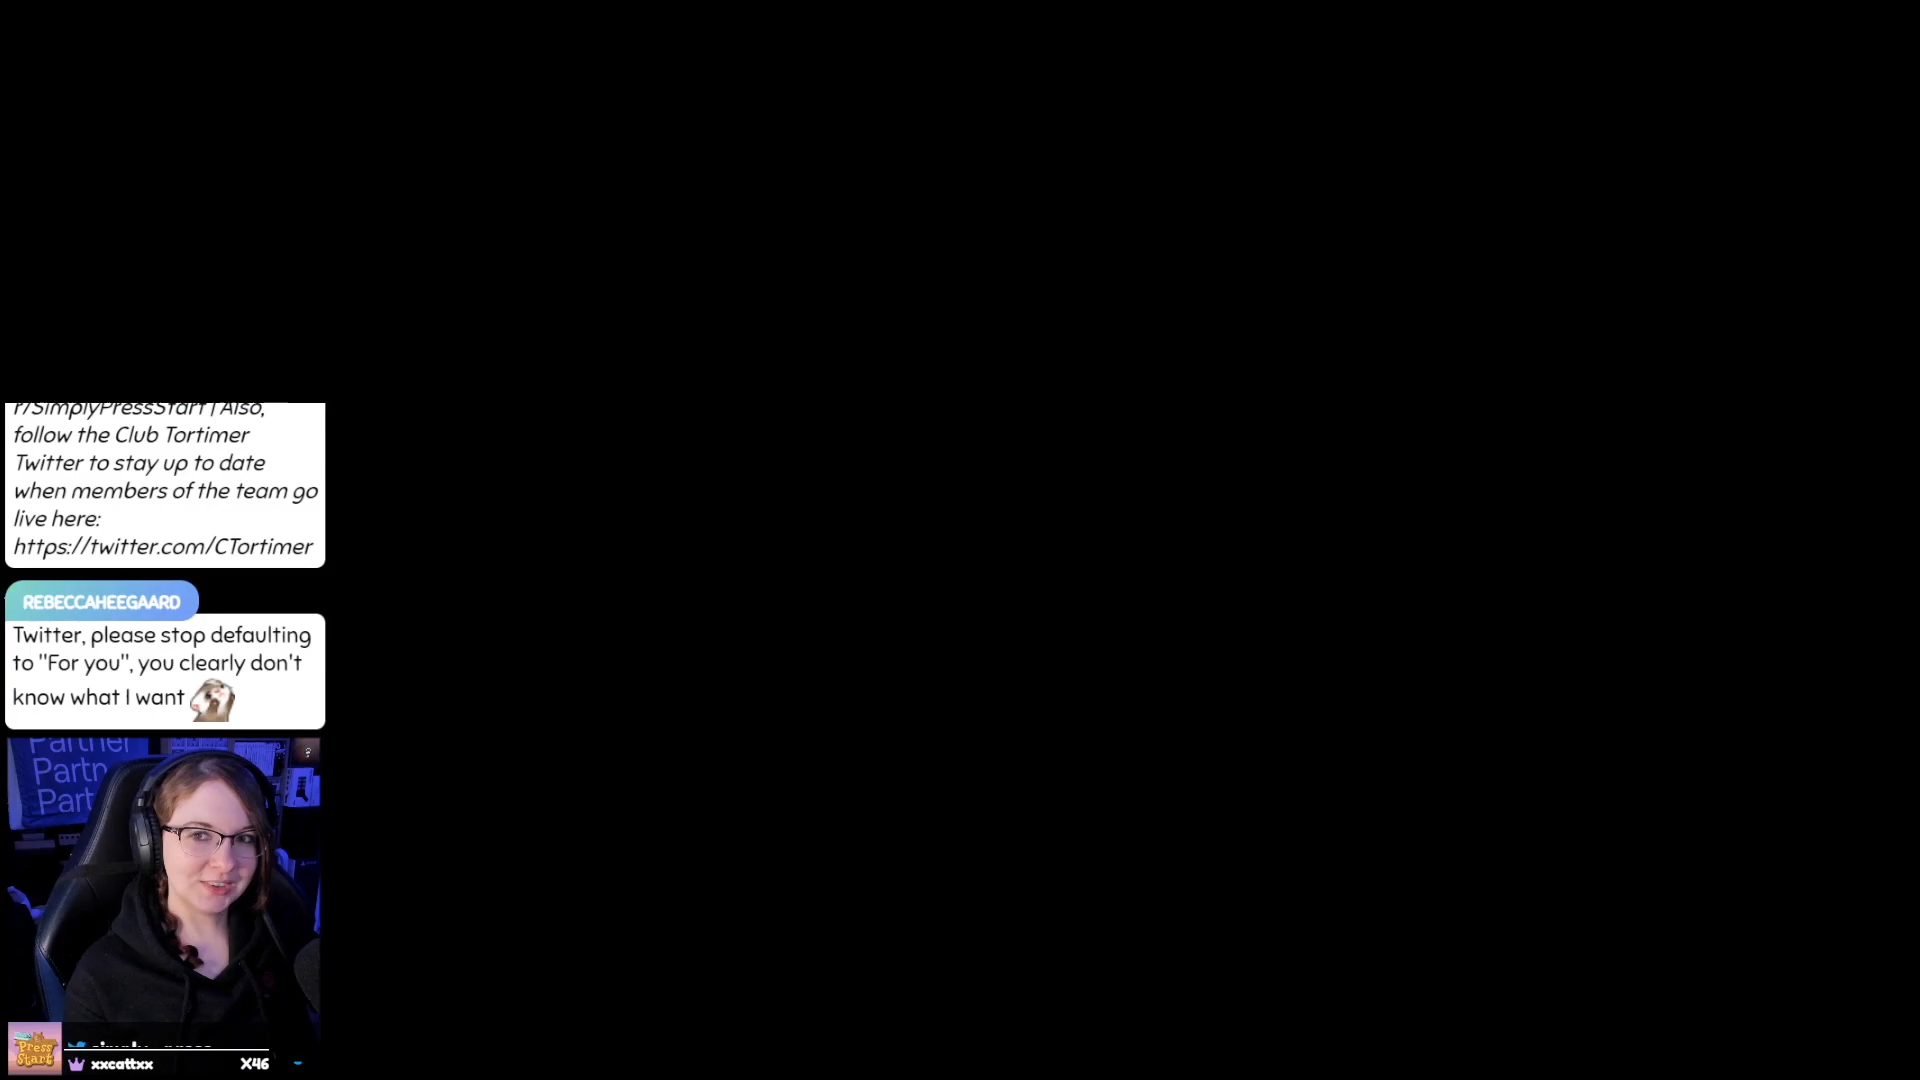 r/SimplyPressStart | Also,
follow the Club Tortimer
Twitter to stay up to date
when members of the team go
live here:
https://twitter.com/CTortimer
REBECCAHEEGAARD
Twitter, please stop defaulting
to "For you", you clearly don't
know what I want
Partner
Partn
Part
Press
Start
xxcattxx X46